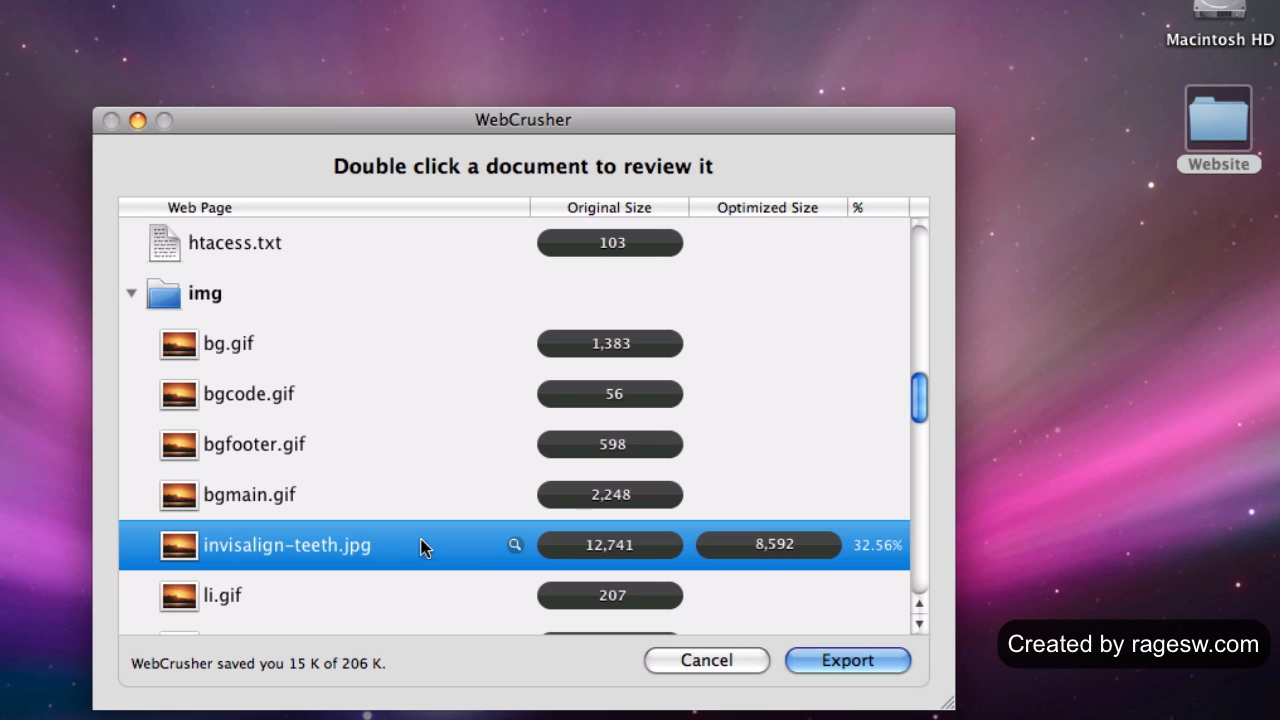 Macintosh HD
Website
WebCrusher
Double click a document to review it
Web Page Original Size Optimized Size %
htacess.txt 103
img
bg.gif 1,383
bgcode.gif 56
bgfooter.gif 598
bgmain.gif 2,248
invisalign-teeth.jpg 12,741 8,592 32.56%
li.gif 207
WebCrusher saved you 15 K of 206 K.
Cancel Export
Created by ragesw.com